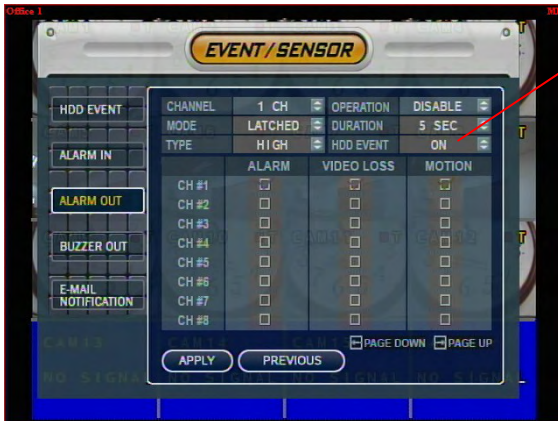 Office 1
EVENT/SENSOR
HDD EVENT
ALARM IN
ALARM OUT
BUZZER OUT
E-MAIL
NOTIFICATION
CHANNEL 1 CH OPERATION DISABLE
MODE LATCHED DURATION 5 SEC
TYPE HIGH HDD EVENT ON
ALARM VIDEO LOSS MOTION
CH #1
CH #2
CH #3
CH #4
CH #5
CH #6
CH #7
CH #8
PAGE DOWN PAGE UP
APPLY PREVIOUS
CAM13 CAM14 CAM15
NO SIGNAL NO SIGNAL NO SIGNAL NO SIGNAL